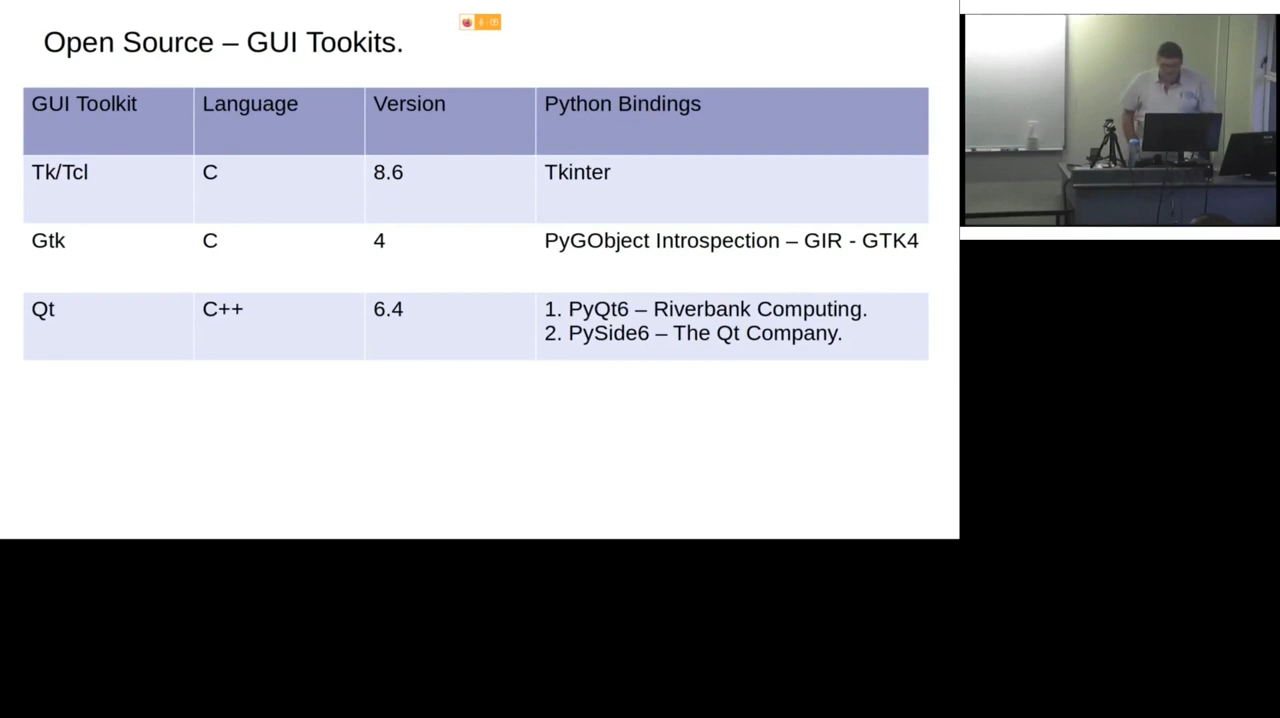 Open Source – GUI Tookits.
GUI Toolkit Language Version Python Bindings
Tk/Tcl C 8.6 Tkinter
Gtk C 4 PyGObject Introspection – GIR - GTK4
Qt C++ 6.4 1. PyQt6 – Riverbank Computing.
2. PySide6 – The Qt Company.